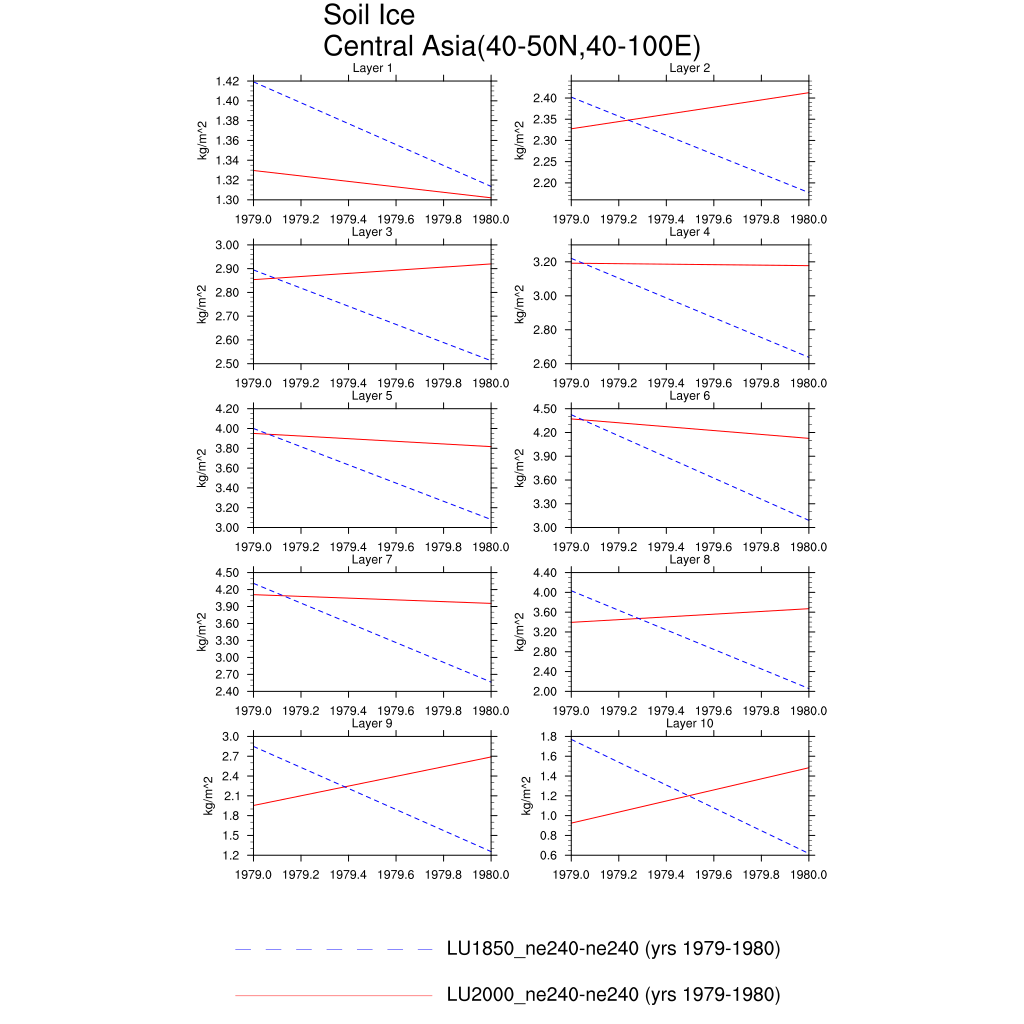 Soil Ice
Central Asia(40-50N,40-100E)
Layer 1
1.42
1.40
1.38
1.36
1.34
1.32
1.30
kg/m^2
1979.0 1979.2 1979.4 1979.6 1979.8 1980.0
Layer 2
2.40
2.35
2.30
2.25
2.20
kg/m^2
1979.0 1979.2 1979.4 1979.6 1979.8 1980.0
Layer 3
3.00
2.90
2.80
2.70
2.60
2.50
kg/m^2
1979.0 1979.2 1979.4 1979.6 1979.8 1980.0
Layer 4
3.20
3.00
2.80
2.60
kg/m^2
1979.0 1979.2 1979.4 1979.6 1979.8 1980.0
Layer 5
4.20
4.00
3.80
3.60
3.40
3.20
3.00
kg/m^2
1979.0 1979.2 1979.4 1979.6 1979.8 1980.0
Layer 6
4.50
4.20
3.90
3.60
3.30
3.00
kg/m^2
1979.0 1979.2 1979.4 1979.6 1979.8 1980.0
Layer 7
4.50
4.20
3.90
3.60
3.30
3.00
2.70
2.40
kg/m^2
1979.0 1979.2 1979.4 1979.6 1979.8 1980.0
Layer 8
4.40
4.00
3.60
3.20
2.80
2.40
2.00
kg/m^2
1979.0 1979.2 1979.4 1979.6 1979.8 1980.0
Layer 9
3.0
2.7
2.4
2.1
1.8
1.5
1.2
kg/m^2
1979.0 1979.2 1979.4 1979.6 1979.8 1980.0
Layer 10
1.8
1.6
1.4
1.2
1.0
0.8
0.6
kg/m^2
1979.0 1979.2 1979.4 1979.6 1979.8 1980.0
LU1850_ne240-ne240 (yrs 1979-1980)
LU2000_ne240-ne240 (yrs 1979-1980)